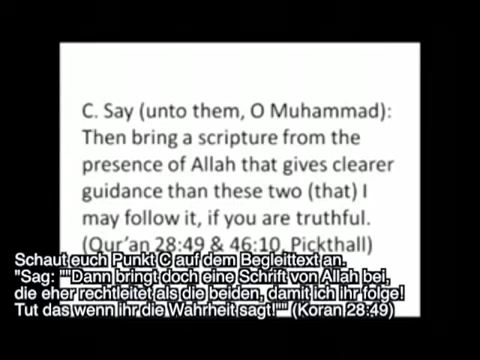 C. Say (unto them, O Muhammad):
Then bring a scripture from the
presence of Allah that gives clearer
guidance than these two (that) I
may follow it, if you are truthful.
(Qur'an 28:49 & 46:10, Pickthall)
Schaut euch Punkt C auf dem Begleittext an.
"Sag: ""Dann bringt doch eine Schrift von Allah bei,
die eher rechtleitet als die beiden, damit ich ihr folge!
Tut das wenn ihr die Wahrheit sagt!"" (Koran 28:49)